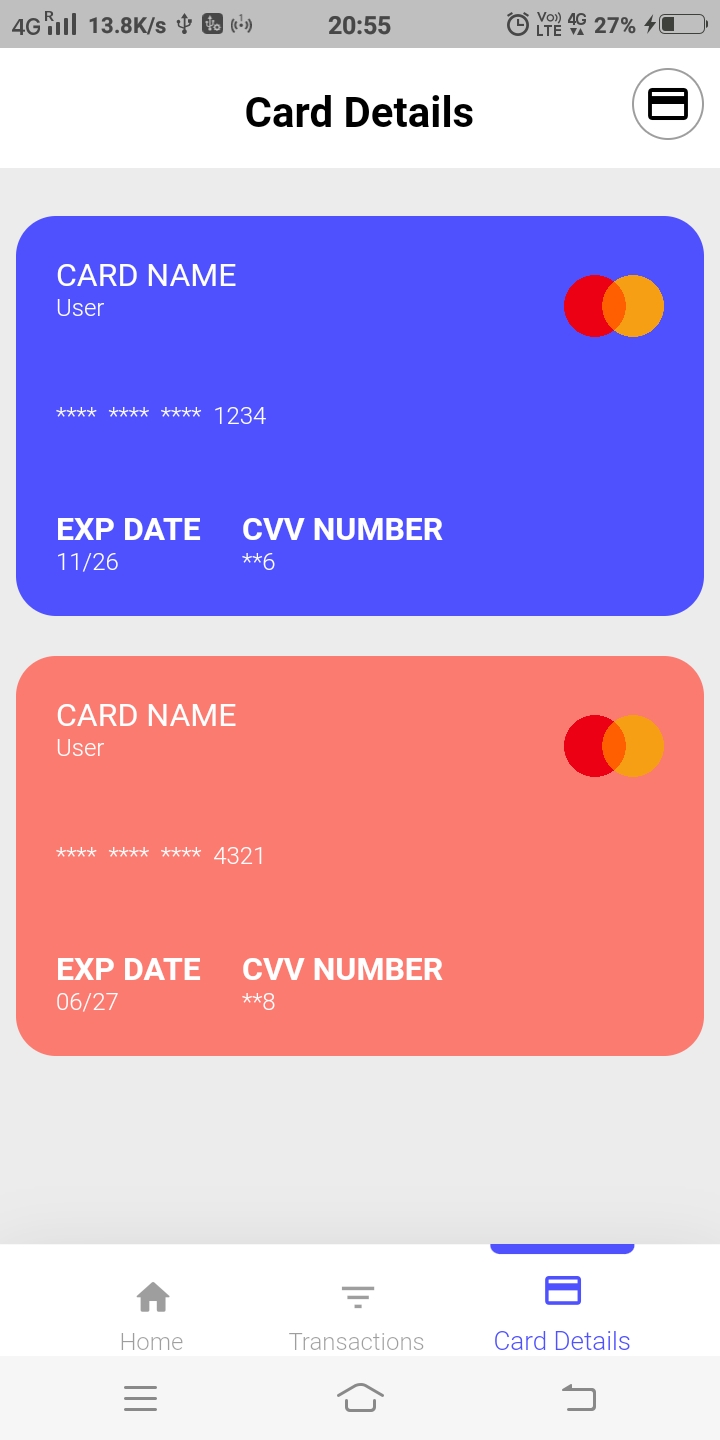 4G R 13.8K/s 20:55 Vo)) LTE 4G 27%
Card Details
CARD NAME
User
**** **** **** 1234
EXP DATE CVV NUMBER
11/26 **6
CARD NAME
User
**** **** **** 4321
EXP DATE CVV NUMBER
06/27 **8
Home Transactions Card Details